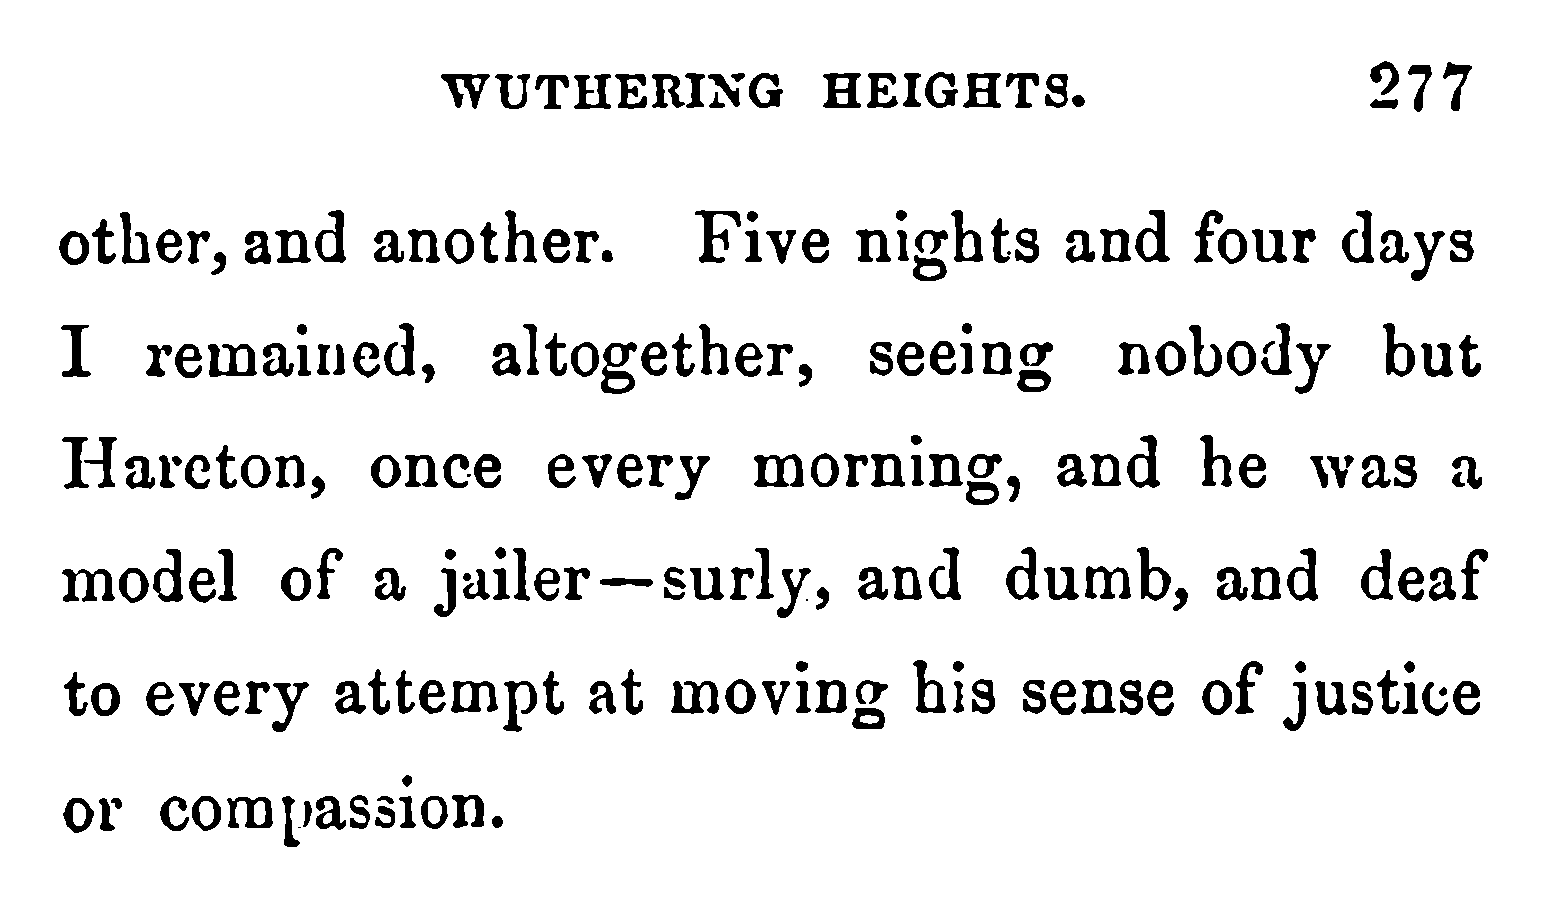 WUTHERING HEIGHTS. 277
other, and another. Five nights and four days
I remained, altogether, seeing nobody but
Hareton, once every morning, and he was a
model of a jailer—surly, and dumb, and deaf
to every attempt at moving his sense of justice
or compassion.